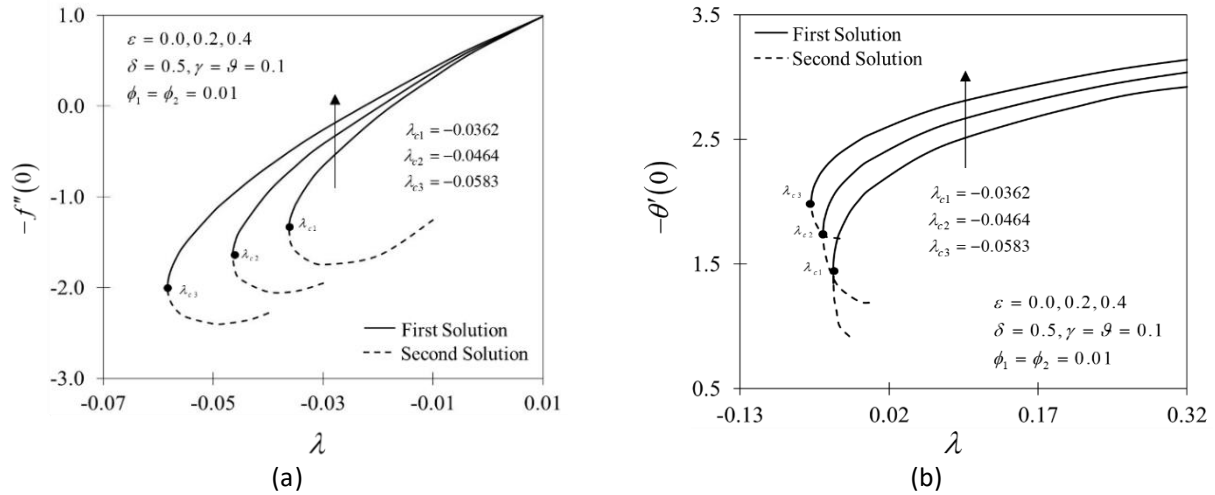 1.0
0.0
-1.0
-2.0
-3.0
-f''(0)
ε = 0.0, 0.2, 0.4
δ = 0.5, γ = ϑ = 0.1
ϕ₁ = ϕ₂ = 0.01
λc1 = −0.0362
λc2 = −0.0464
λc3 = −0.0583
λc1
λc2
λc3
First Solution
Second Solution
-0.07 -0.05 -0.03 -0.01 0.01
λ
(a)
3.5
2.5
1.5
0.5
-θ'(0)
First Solution
Second Solution
λc3
λc2
λc1
λc1 = −0.0362
λc2 = −0.0464
λc3 = −0.0583
ε = 0.0, 0.2, 0.4
δ = 0.5, γ = ϑ = 0.1
ϕ₁ = ϕ₂ = 0.01
-0.13 0.02 0.17 0.32
λ
(b)